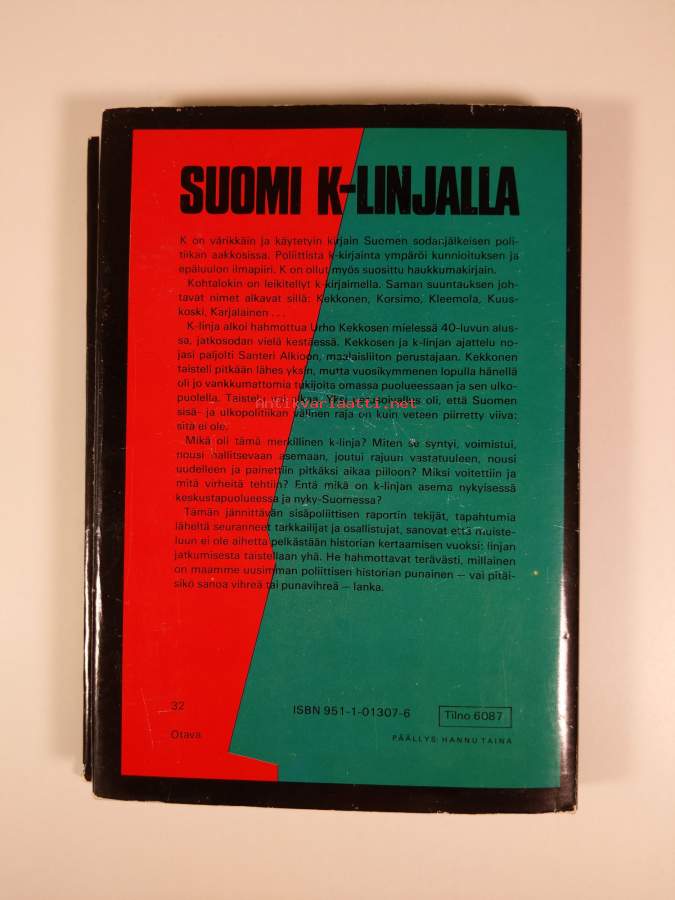 SUOMI K-LINJALLA
K on värikkäin ja käytetyin kirjain Suomen sodanjälkeisen poli-
tiikan aakkosissa. Poliittista k-kirjainta ympäröi kunnioituksen ja
epäluulon ilmapiiri. K on ollut myös suosittu haukkumakirjain.
Kohtalokin on leikitellyt k-kirjaimella. Saman suuntauksen joh-
tavat nimet alkavat sillä: Kekkonen, Korsimo, Kleemola, Kuus-
koski, Karjalainen ...
K-linja alkoi hahmottua Urho Kekkosen mielessä 40-luvun alus-
sa, jatkosodan vielä kestäessä. Kekkosen ja k-linjan ajattelu no-
jasi paljolti Santeri Alkioon, maalaisliiton perustajaan. Kekkonen
taisteli pitkään lähes yksin, mutta vuosikymmenen lopulla hänellä
oli jo vankkumattomia tukijoita omassa puolueessaan ja sen ulko-
puolella. Taistelu vei aikaa. Yksi oivallus oli, että Suomen
sisä- ja ulkopolitiikan välinen raja on kuin veteen piirretty viiva:
sitä ei ole.
Mikä oli tämä merkillinen k-linja? Miten se syntyi, voimistui,
nousi hallitsevaan asemaan, joutui rajuun vastatuuleen, nousi
uudelleen ja painettiin pitkäksi aikaa piiloon? Miksi voitettiin ja
mitä virheitä tehtiin? Entä mikä on k-linjan asema nykyisessä
keskustapuolueessa ja nyky-Suomessa?
Tämän jännittävän sisäpoliittisen raportin tekijät, tapahtumia
läheltä seuranneet tarkkailijat ja osallistujat, sanovat että muiste-
luun ei ole aihetta pelkästään historian kertaamisen vuoksi: linjan
jatkumisesta taistellaan yhä. He hahmottavat terävästi, millainen
on maamme uusimman poliittisen historian punainen — vai pitäi-
sikö sanoa vihreä tai punavihreä — lanka.
Antikvariaatti.net
32
ISBN 951-1-01307-6
Tilno 6087
Otava
PÄÄLLYS: HANNU TAINA